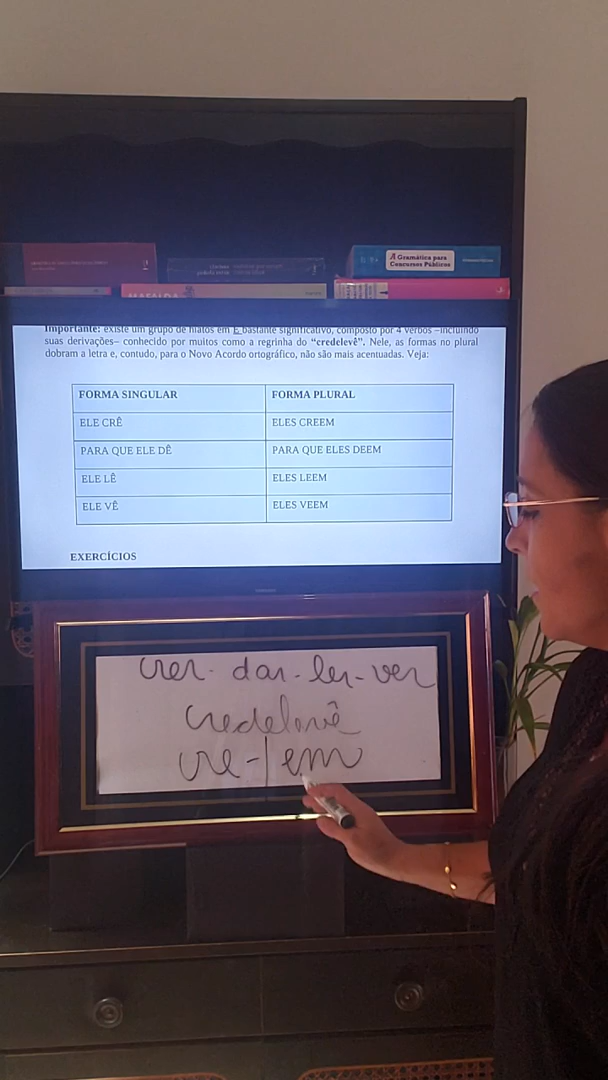 A Gramática para
Concursos Públicos
MAFALDA
Importante: existe um grupo de hiatos em E bastante significativo, composto por 4 verbos –incluindo
suas derivações– conhecido por muitos como a regrinha do “credelevê”. Nele, as formas no plural
dobram a letra e, contudo, para o Novo Acordo ortográfico, não são mais acentuadas. Veja:
FORMA SINGULAR FORMA PLURAL
ELE CRÊ ELES CREEM
PARA QUE ELE DÊ PARA QUE ELES DEEM
ELE LÊ ELES LEEM
ELE VÊ ELES VEEM
EXERCÍCIOS
crer- dar- ler- ver
credelevê
cre-|em